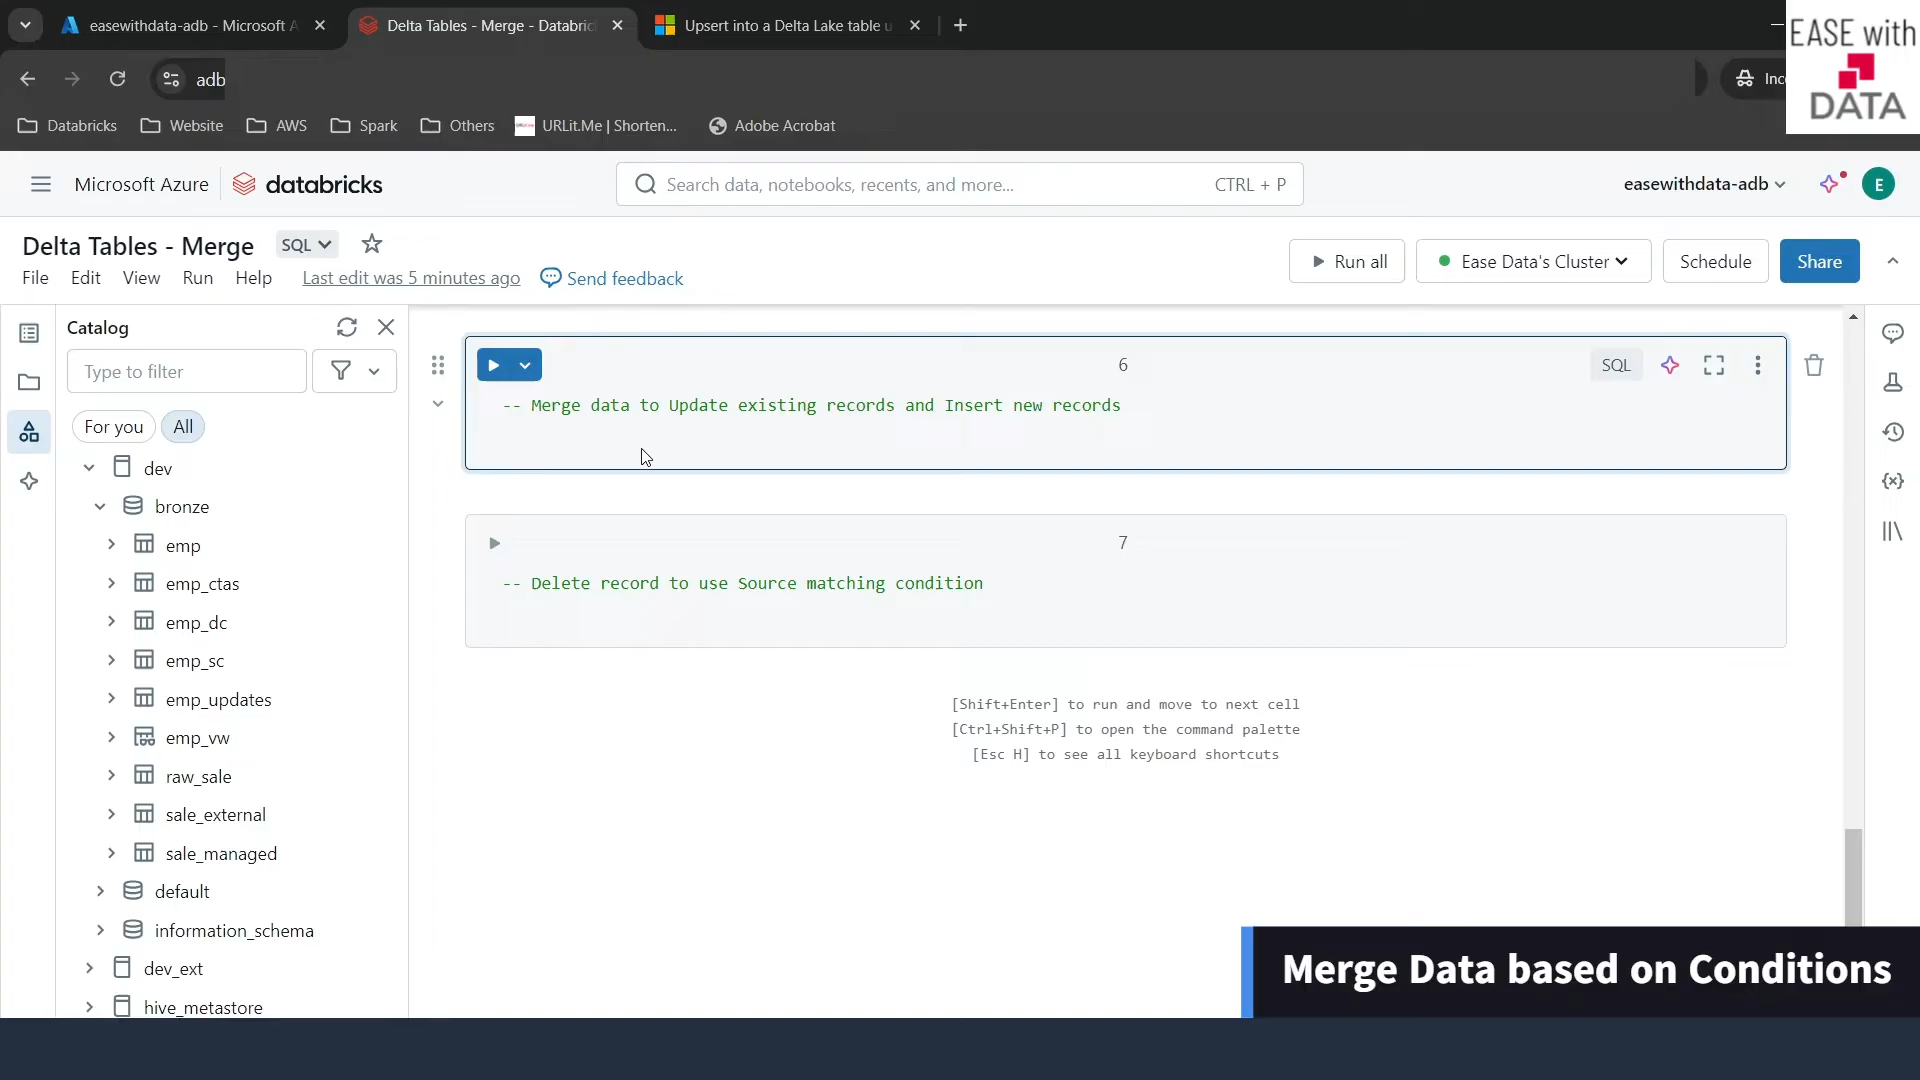 easewithdata-adb - Microsoft A
Delta Tables - Merge - Databric
Upsert into a Delta Lake table u
EASE with
DATA
adb
Inc
Databricks
Website
AWS
Spark
Others
URLit.Me | Shorten...
Adobe Acrobat
Microsoft Azure
databricks
Search data, notebooks, recents, and more...
CTRL + P
easewithdata-adb
E
Delta Tables - Merge
SQL
File
Edit
View
Run
Help
Last edit was 5 minutes ago
Send feedback
Run all
Ease Data's Cluster
Schedule
Share
Catalog
Type to filter
For you
All
dev
bronze
emp
emp_ctas
emp_dc
emp_sc
emp_updates
emp_vw
raw_sale
sale_external
sale_managed
default
information_schema
dev_ext
hive_metastore
6
SQL
-- Merge data to Update existing records and Insert new records
7
-- Delete record to use Source matching condition
[Shift+Enter] to run and move to next cell
[Ctrl+Shift+P] to open the command palette
[Esc H] to see all keyboard shortcuts
Merge Data based on Conditions